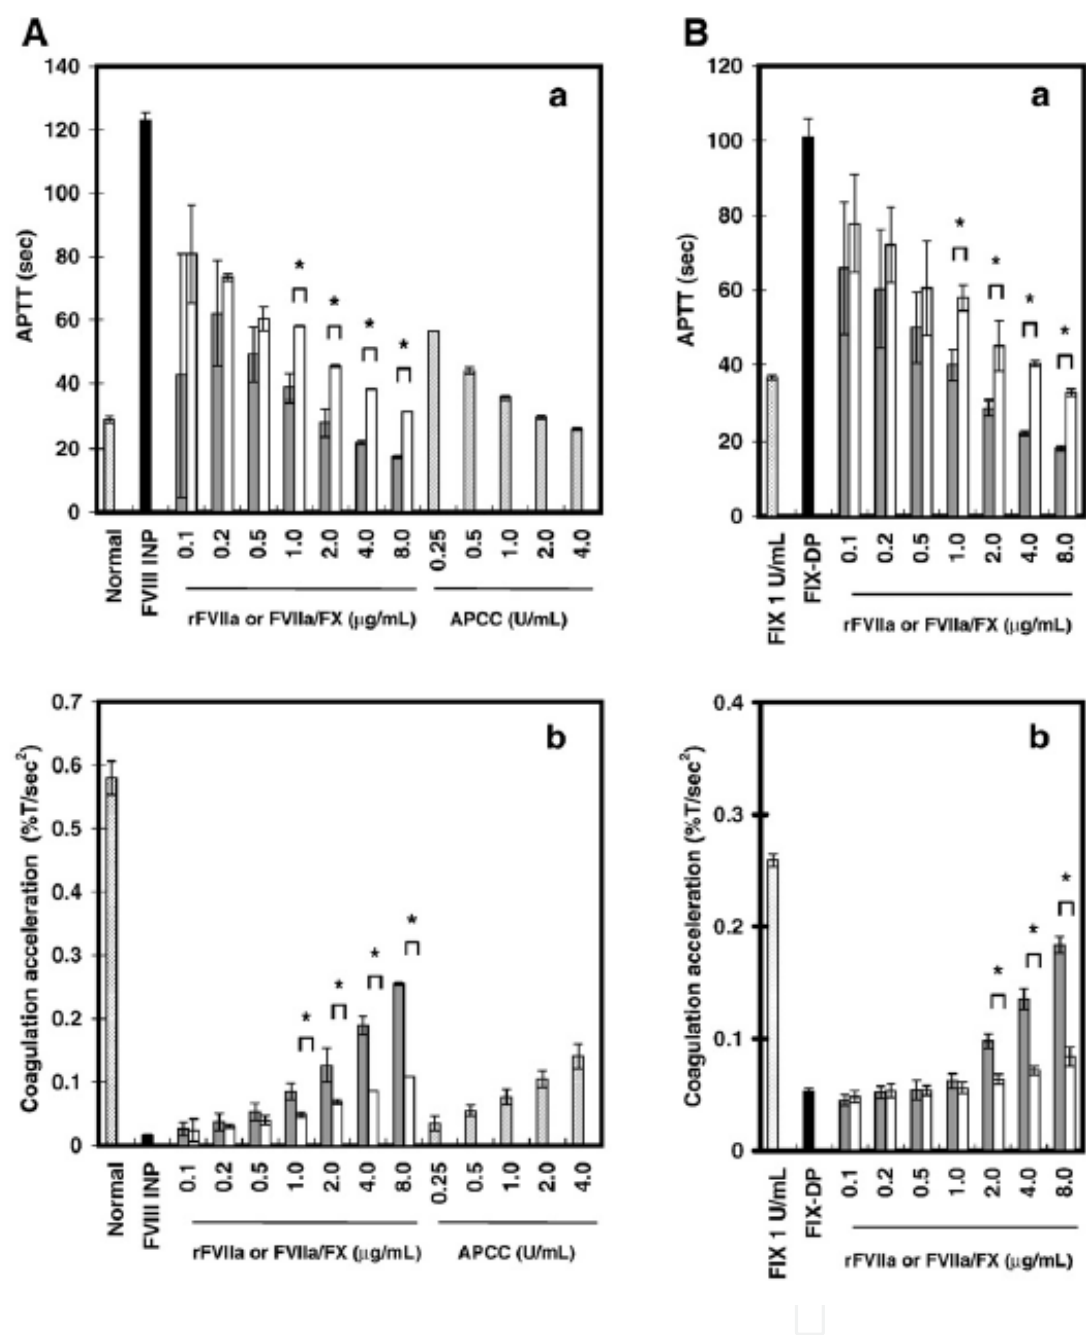 A
B
140
120
100
80
60
40
20
0
APTT (sec)
a
* * * *
Normal FVIII INP 0.1 0.2 0.5 1.0 2.0 4.0 8.0 0.25 0.5 1.0 2.0 4.0
rFVIIa or FVIIa/FX (μg/mL) APCC (U/mL)
120
100
80
60
40
20
0
APTT (sec)
a
* * * *
FIX 1 U/mL FIX-DP 0.1 0.2 0.5 1.0 2.0 4.0 8.0
rFVIIa or FVIIa/FX (μg/mL)
0.7
0.6
0.5
0.4
0.3
0.2
0.1
0
Coagulation acceleration (%T/sec²)
b
* * * *
Normal FVIII INP 0.1 0.2 0.5 1.0 2.0 4.0 8.0 0.25 0.5 1.0 2.0 4.0
rFVIIa or FVIIa/FX (μg/mL) APCC (U/mL)
0.4
0.3
0.2
0.1
0
Coagulation acceleration (%T/sec²)
b
* * *
FIX 1 U/mL FIX-DP 0.1 0.2 0.5 1.0 2.0 4.0 8.0
rFVIIa or FVIIa/FX (μg/mL)